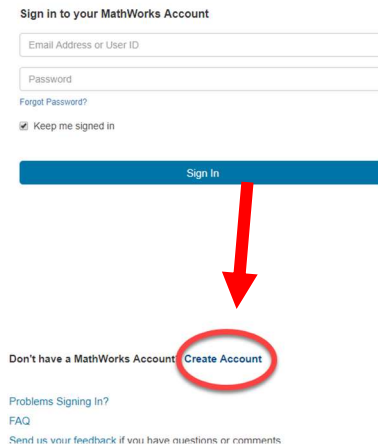 Sign in to your MathWorks Account
Email Address or User ID
Password
Forgot Password?
Keep me signed in
Sign In
Don't have a MathWorks Account Create Account
Problems Signing In?
FAQ
Send us your feedback if you have questions or comments